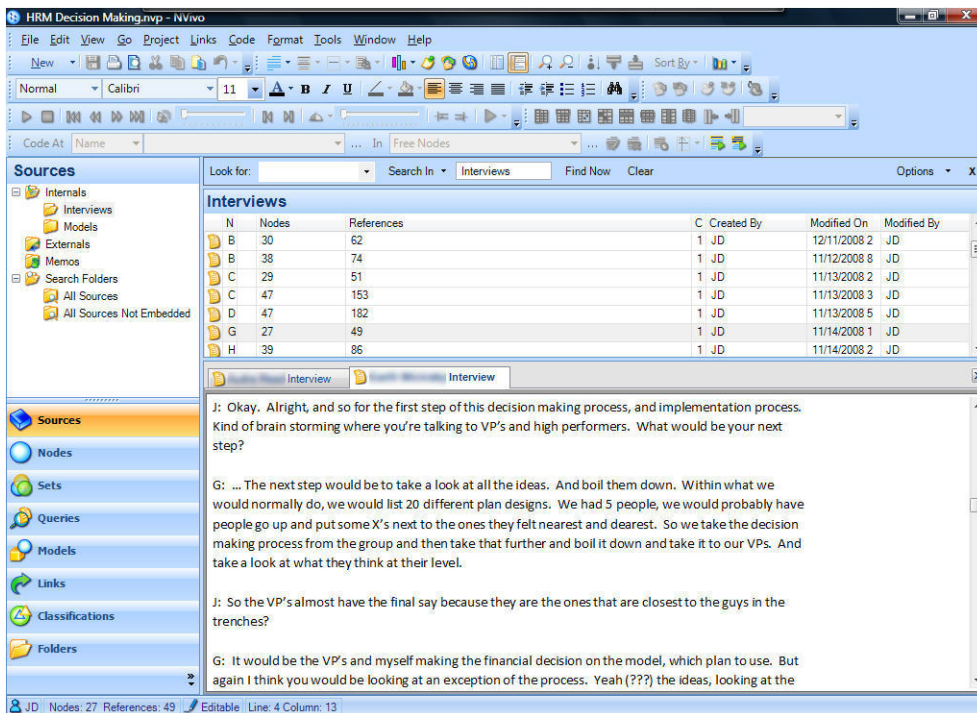 HRM Decision Making.nvp - NVivo
File Edit View Go Project Links Code Format Tools Window Help
New Sort By
Normal Calibri 11 A B I U
Code At Name ... In Free Nodes ...
Sources
Internals
Interviews
Models
Externals
Memos
Search Folders
All Sources
All Sources Not Embedded
Sources
Nodes
Sets
Queries
Models
Links
Classifications
Folders
Look for: Search In Interviews Find Now Clear Options x
Interviews
N Nodes References C Created By Modified On Modified By
B 30 62 1 JD 12/11/2008 2 JD
B 38 74 1 JD 11/12/2008 8 JD
C 29 51 1 JD 11/13/2008 2 JD
C 47 153 1 JD 11/13/2008 3 JD
D 47 182 1 JD 11/13/2008 5 JD
G 27 49 1 JD 11/14/2008 1 JD
H 39 86 1 JD 11/14/2008 2 JD
Interview Interview
J: Okay. Alright, and so for the first step of this decision making process, and implementation process.
Kind of brain storming where you're talking to VP's and high performers. What would be your next
step?
G: ... The next step would be to take a look at all the ideas. And boil them down. Within what we
would normally do, we would list 20 different plan designs. We had 5 people, we would probably have
people go up and put some X's next to the ones they felt nearest and dearest. So we take the decision
making process from the group and then take that further and boil it down and take it to our VPs. And
take a look at what they think at their level.
J: So the VP's almost have the final say because they are the ones that are closest to the guys in the
trenches?
G: It would be the VP's and myself making the financial decision on the model, which plan to use. But
again I think you would be looking at an exception of the process. Yeah (???) the ideas, looking at the
JD Nodes: 27 References: 49 Editable Line: 4 Column: 13